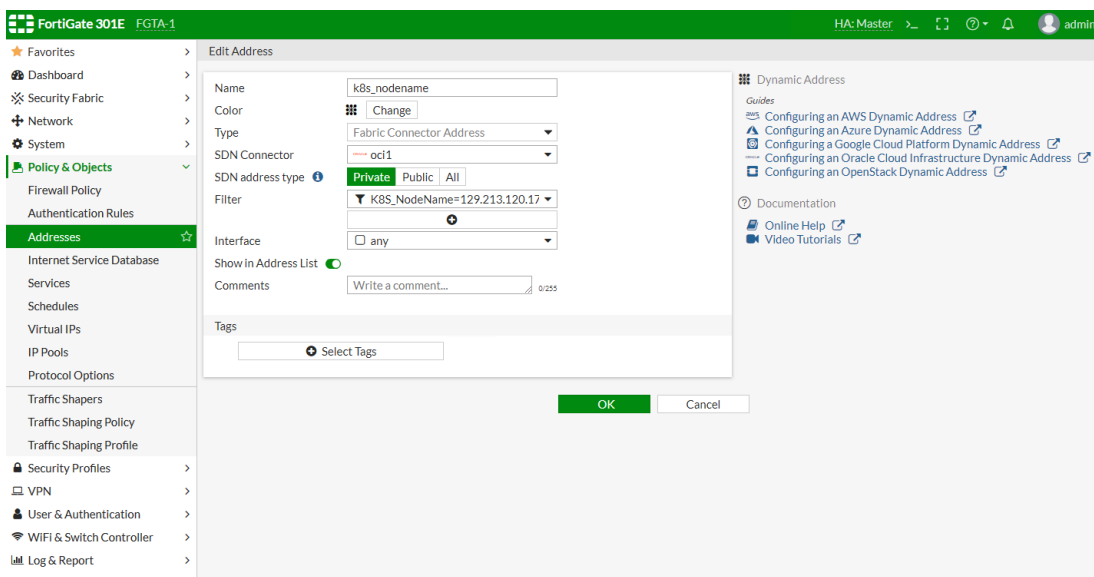 FortiGate 301E FGTA-1 HA: Master >_ admin
Favorites
Dashboard
Security Fabric
Network
System
Policy & Objects
Firewall Policy
Authentication Rules
Addresses
Internet Service Database
Services
Schedules
Virtual IPs
IP Pools
Protocol Options
Traffic Shapers
Traffic Shaping Policy
Traffic Shaping Profile
Security Profiles
VPN
User & Authentication
WiFi & Switch Controller
Log & Report
Edit Address
Name k8s_nodename
Color Change
Type Fabric Connector Address
SDN Connector oci1
SDN address type Private Public All
Filter K8S_NodeName=129.213.120.17
Interface any
Show in Address List
Comments Write a comment... 0/255
Tags
Select Tags
OK Cancel
Dynamic Address
Guides
aws Configuring an AWS Dynamic Address
Configuring an Azure Dynamic Address
Configuring a Google Cloud Platform Dynamic Address
Configuring an Oracle Cloud Infrastructure Dynamic Address
Configuring an OpenStack Dynamic Address
Documentation
Online Help
Video Tutorials